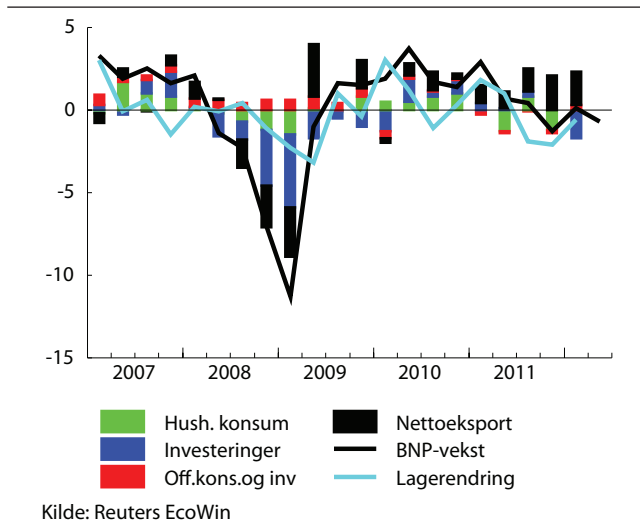 5
0
-5
-10
-15
2007 2008 2009 2010 2011
Hush. konsum Nettoeksport
Investeringer BNP-vekst
Off.kons.og inv Lagerendring
Kilde: Reuters EcoWin